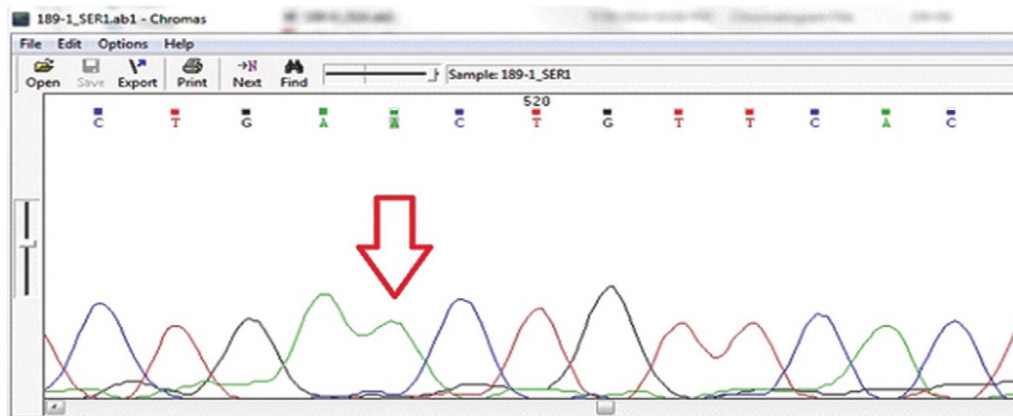 189-1_SER1.ab1 - Chromas
File Edit Options Help
Open Save Export Print Next Find Sample: 189-1_SER1
520
C T G A A C T G T T C A C